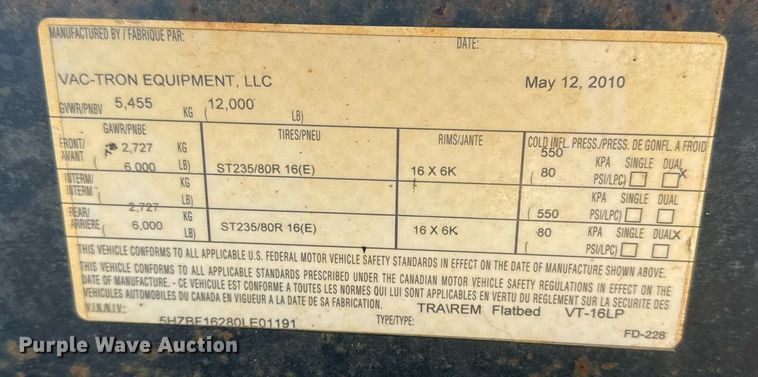 MANUFACTURED BY / FABRIQUE PAR: DATE:
VAC-TRON EQUIPMENT, LLC May 12, 2010
GVWR/PNBV 5,455 KG ( 12,000 LB)
GAWR/PNBE TIRES/PNEU RIMS/JANTE COLD INFL. PRESS./PRESS. DE GONFL. A FROID
FRONT/ AVANT 2,727 KG 550 KPA SINGLE DUAL
( 6,000 LB) ST235/80R 16(E) 16 X 6K ( 80 PSI/LPC) X
INTERM/ INTERM KG KPA SINGLE DUAL
( LB) ( 550 PSI/LPC)
REAR/ ARRIERE 2,727 KG KPA SINGLE DUAL X
( 6,000 LB) ST235/80R 16(E) 16 X 6K ( 80 PSI/LPC)
THIS VEHICLE CONFORMS TO ALL APPLICABLE U.S. FEDERAL MOTOR VEHICLE SAFETY STANDARDS IN EFFECT ON THE DATE OF MANUFACTURE SHOWN ABOVE.
THIS VEHICLE CONFORMS TO ALL APPLICABLE STANDARDS PRESCRIBED UNDER THE CANADIAN MOTOR VEHICLE SAFETY REGULATIONS IN EFFECT ON THE
DATE OF MANUFACTURE. - CE VEHICULE EST CONFORME A TOUTES LES NORMES QUI LUI SONT APPLICABLES EN VERTU DU REGLEMENT SUR LA SECURITE DES
VEHICULES AUTOMOBILES DU CANADA EN VIGUEUR A LA DATE DE SA FABRICATION.
V.I.N./N.I.V.: 5HZBF16280LE01191 TYPE/TYPE: TRA\REM Flatbed VT-16LP
FD-228
Purple Wave Auction